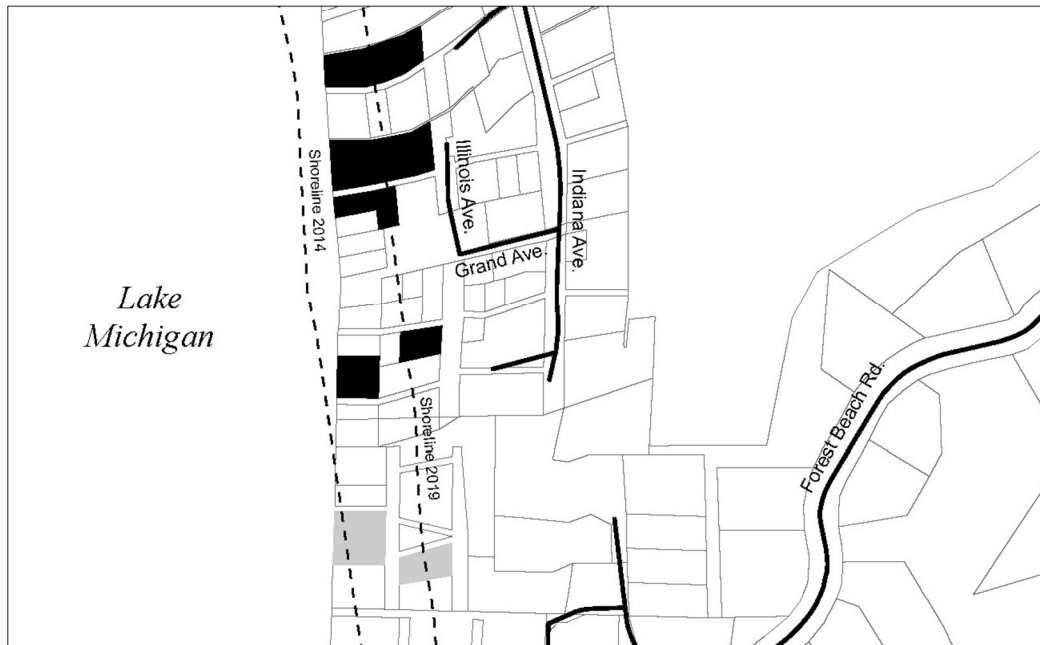 Lake
Michigan
Shoreline 2014
Illinois Ave.
Indiana Ave.
Grand Ave.
Shoreline 2019
Forest Beach Rd.